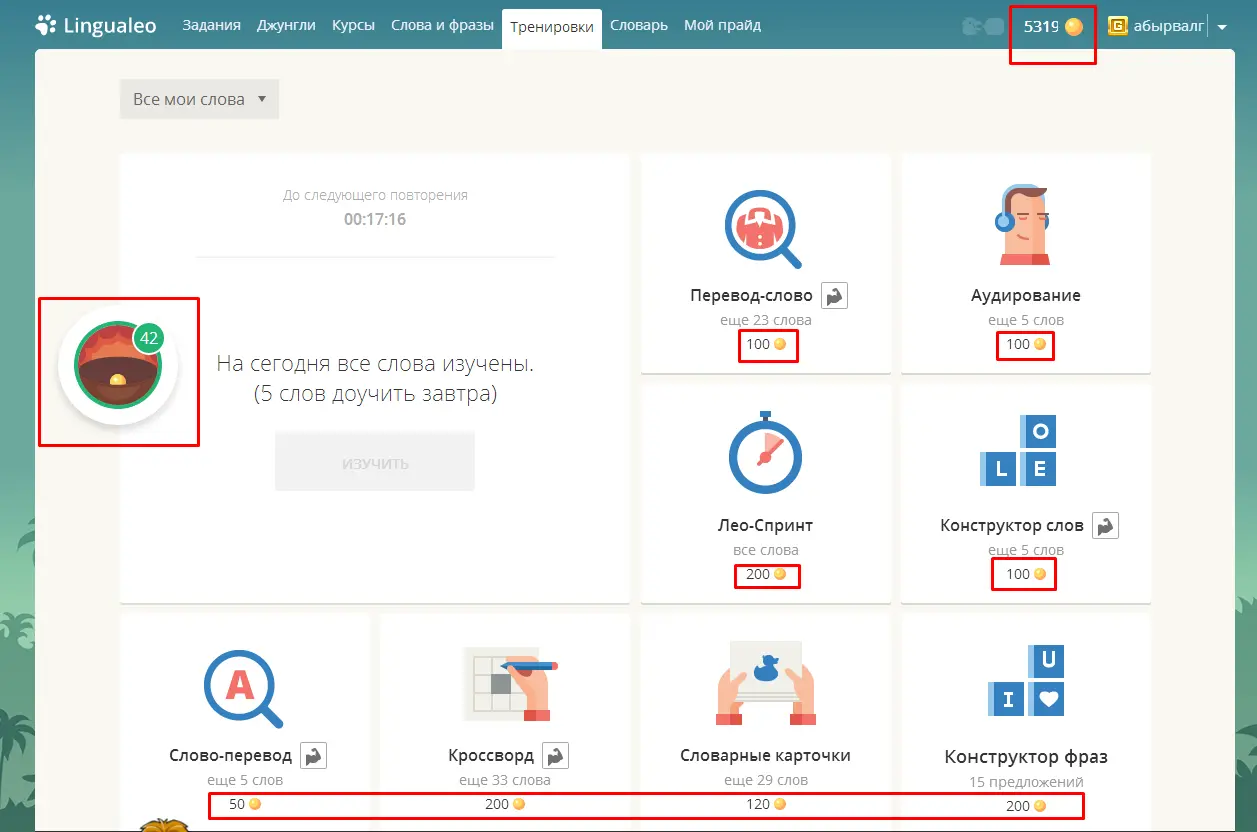 Lingualeo
Задания Джунгли Курсы Слова и фразы Тренировки Словарь Мой прайд
5319 G абырвалг
Все мои слова
До следующего повторения
00:17:16
42
На сегодня все слова изучены.
(5 слов доучить завтра)
ИЗУЧИТЬ
Перевод-слово
еще 23 слова
100
Аудирование
еще 5 слов
100
Лео-Спринт
все слова
200
O
L E
Конструктор слов
еще 5 слов
100
A
Слово-перевод
еще 5 слов
50
Кроссворд
еще 33 слова
200
Словарные карточки
еще 29 слов
120
U
I
Конструктор фраз
15 предложений
200